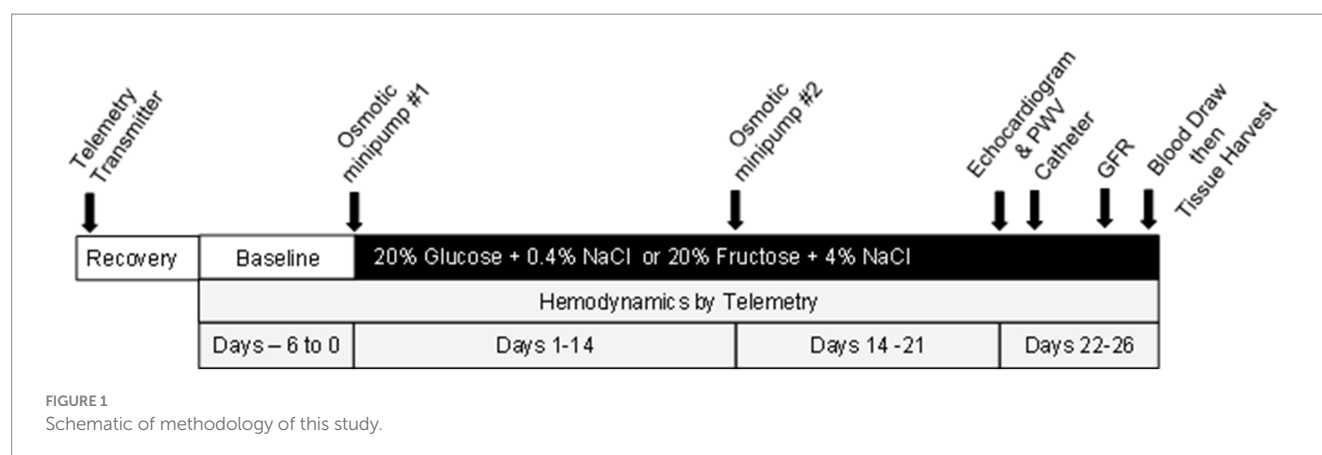 Telemetry
Transmitter
Osmotic
minipump #1
Osmotic
minipump #2
Echocardiogram
& PWV
Catheter
GFR
Blood Draw
then
Tissue Harvest
Recovery
Baseline
20% Glucose + 0.4% NaCl or 20% Fructose + 4% NaCl
Hemodynamics by Telemetry
Days – 6 to 0
Days 1-14
Days 14 -21
Days 22-26
FIGURE 1
Schematic of methodology of this study.